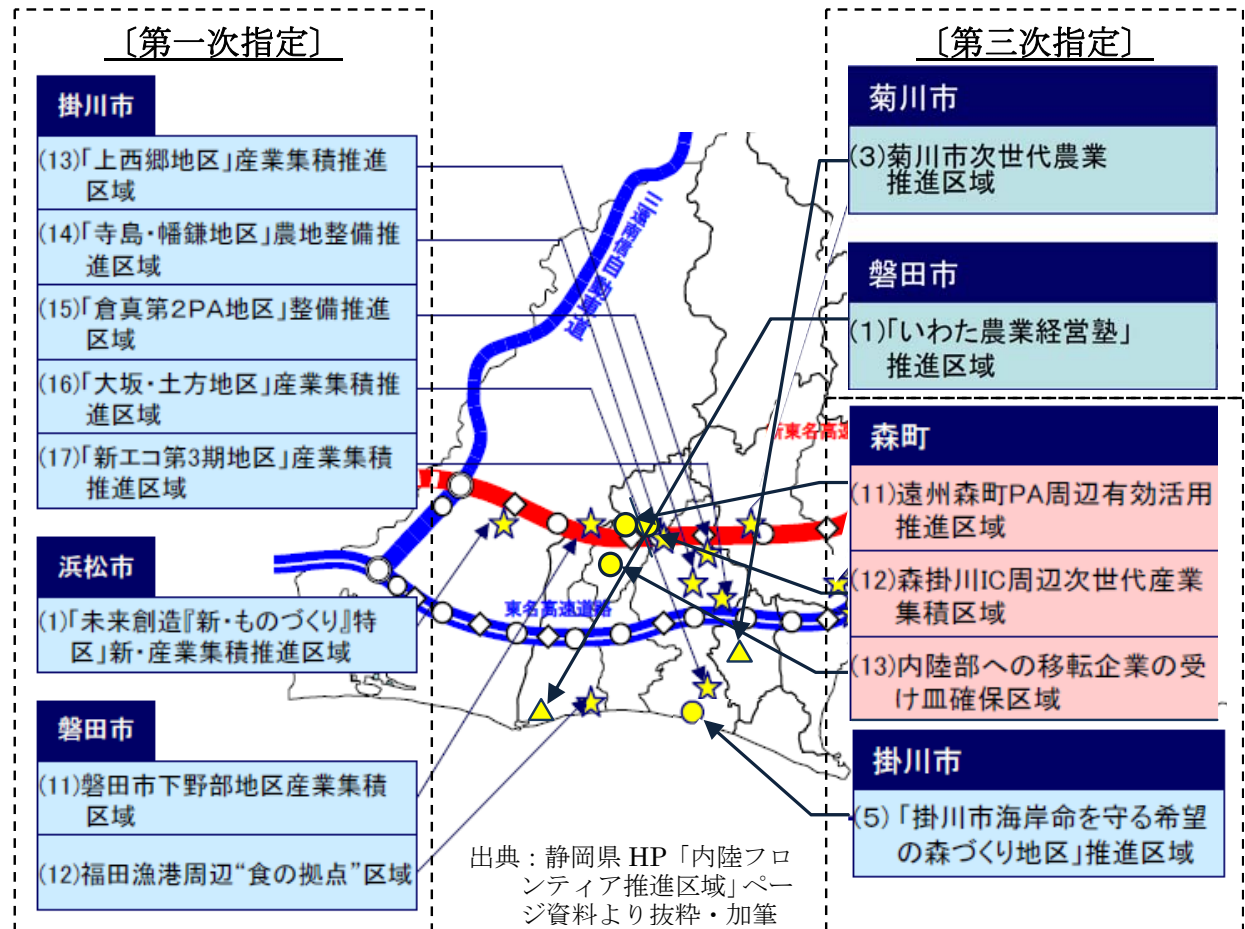 〔第一次指定〕
掛川市
(13)「上西郷地区」産業集積推進
区域
(14)「寺島・幡鎌地区」農地整備推
進区域
(15)「倉真第2PA地区」整備推進
区域
(16)「大坂・土方地区」産業集積推
進区域
(17)「新エコ第3期地区」産業集積
推進区域
浜松市
(1)「未来創造『新・ものづくり』特
区」新・産業集積推進区域
磐田市
(11)磐田市下野部地区産業集積
区域
(12)福田漁港周辺“食の拠点”区域
三遠南信自動車道
新東名高速
東名高速道路
出典：静岡県 HP「内陸フロ
ンティア推進区域」ペー
ジ資料より抜粋・加筆
〔第三次指定〕
菊川市
(3)菊川市次世代農業
推進区域
磐田市
(1)「いわた農業経営塾」
推進区域
森町
(11)遠州森町PA周辺有効活用
推進区域
(12)森掛川IC周辺次世代産業
集積区域
(13)内陸部への移転企業の受
け皿確保区域
掛川市
(5)「掛川市海岸命を守る希望
の森づくり地区」推進区域